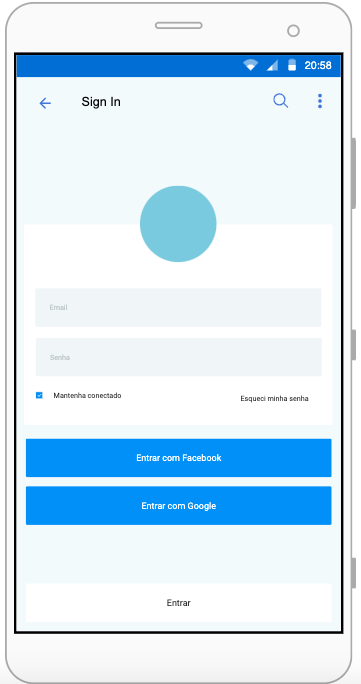 20:58
Sign In
Email
Senha
Mantenha conectado
Esqueci minha senha
Entrar com Facebook
Entrar com Google
Entrar